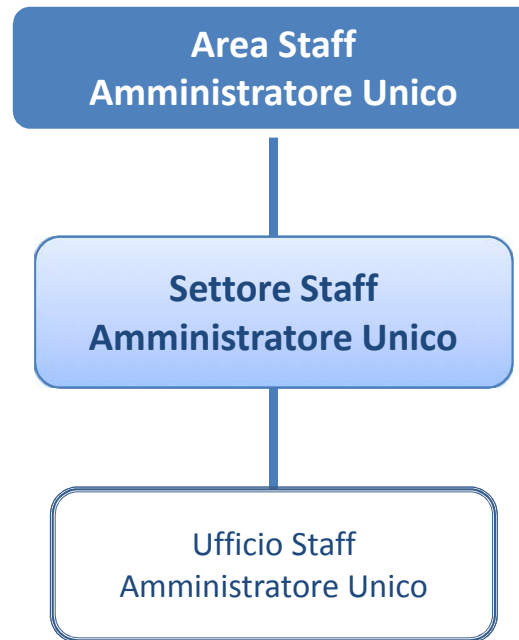 Area Staff
Amministratore Unico
Settore Staff
Amministratore Unico
Ufficio Staff
Amministratore Unico